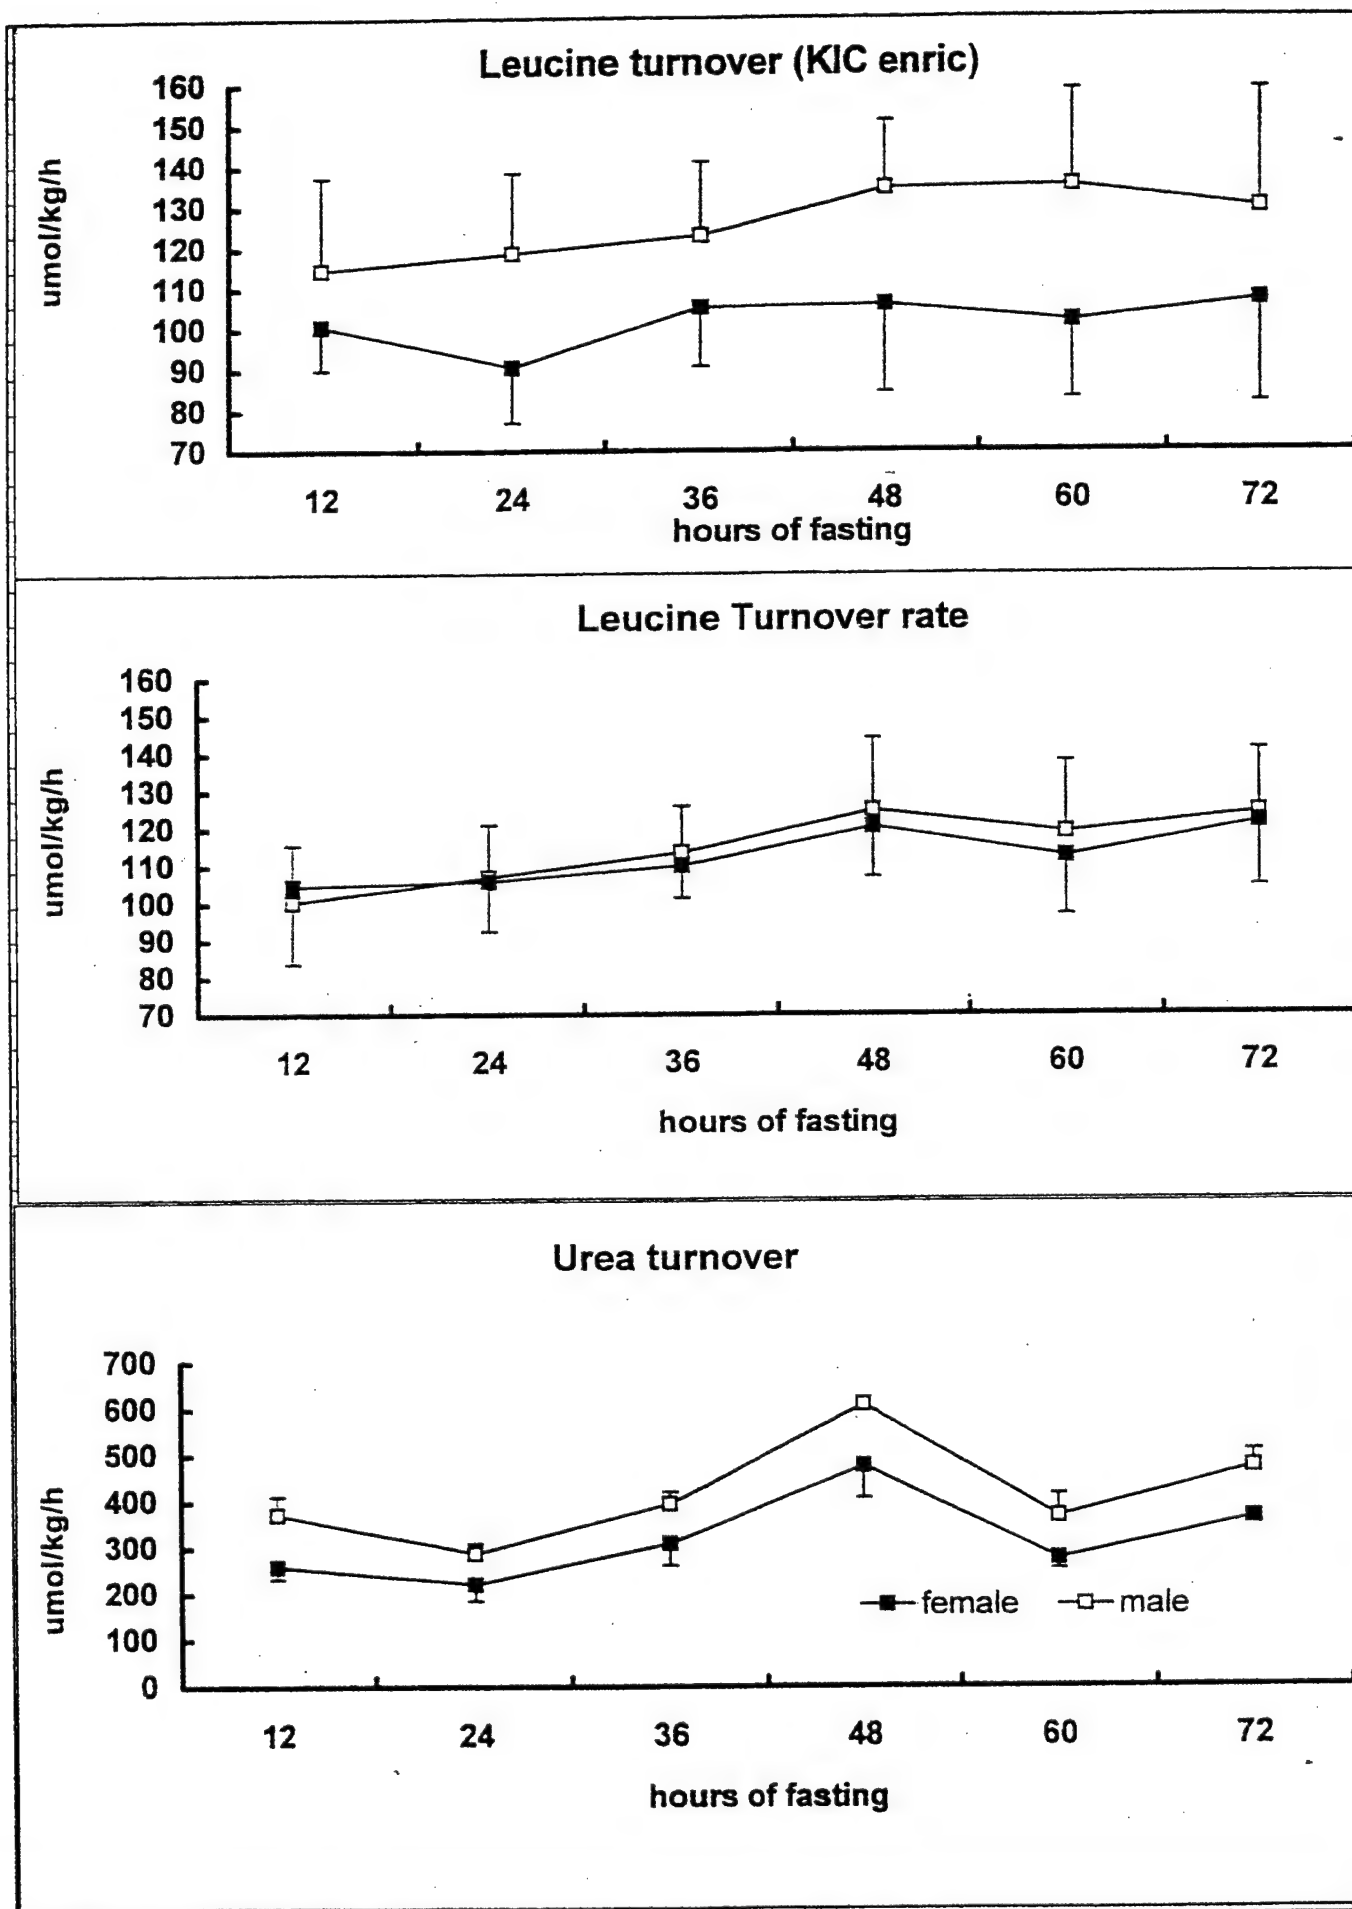 Leucine turnover (KIC enric)
160
150
140
130
120
110
100
90
80
70
umol/kg/h
12 24 36 48 60 72
hours of fasting
Leucine Turnover rate
160
150
140
130
120
110
100
90
80
70
umol/kg/h
12 24 36 48 60 72
hours of fasting
Urea turnover
700
600
500
400
300
200
100
0
umol/kg/h
female male
12 24 36 48 60 72
hours of fasting